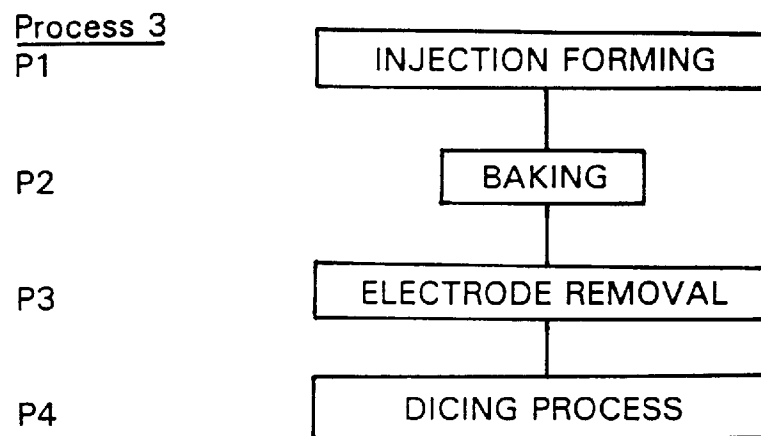 Process 3
P1 INJECTION FORMING
P2 BAKING
P3 ELECTRODE REMOVAL
P4 DICING PROCESS